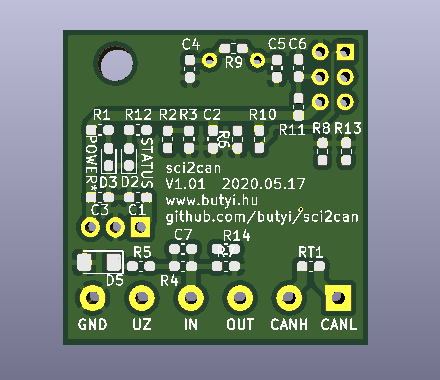 C4 C5 C6
R9
R1 R12 R2 R3 C2 R10
R11 R8 R13
R6
POWER* STATUS
D3 D2
sci2can
V1.01 2020.05.17
www.butyi.hu
github.com/butyi/sci2can
C3 C1
C7 R14
R5 R7 RT1
R4
D5
GND UZ IN OUT CANH CANL